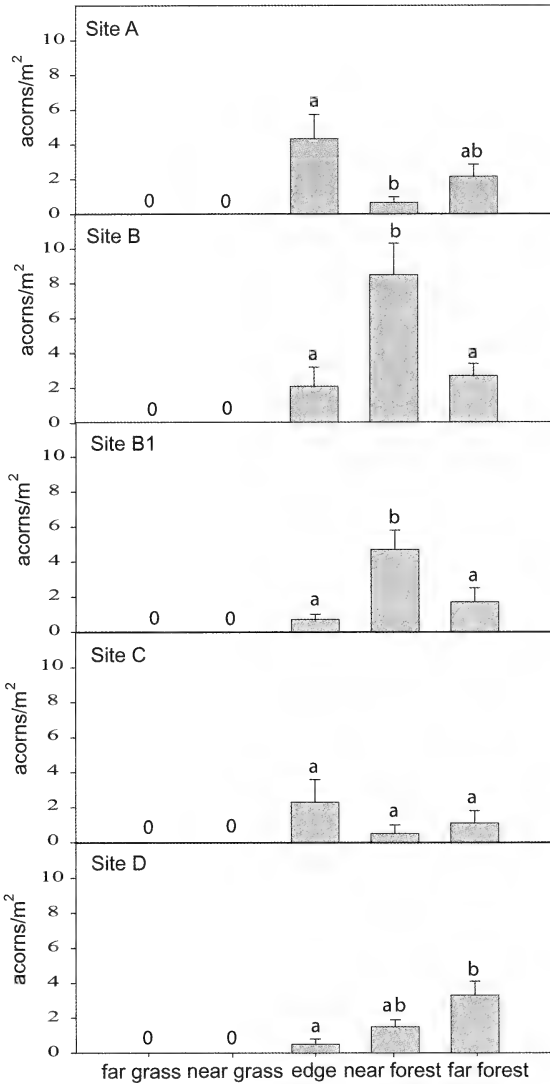 Site A
acorns/m²
10
8
6
4
2
0
0 0 a b ab
Site B
acorns/m²
10
8
6
4
2
0
0 0 a b a
Site B1
acorns/m²
10
8
6
4
2
0
0 0 a b a
Site C
acorns/m²
10
8
6
4
2
0
0 0 a a a
Site D
acorns/m²
10
8
6
4
2
0
0 0 a ab b
far grass near grass edge near forest far forest